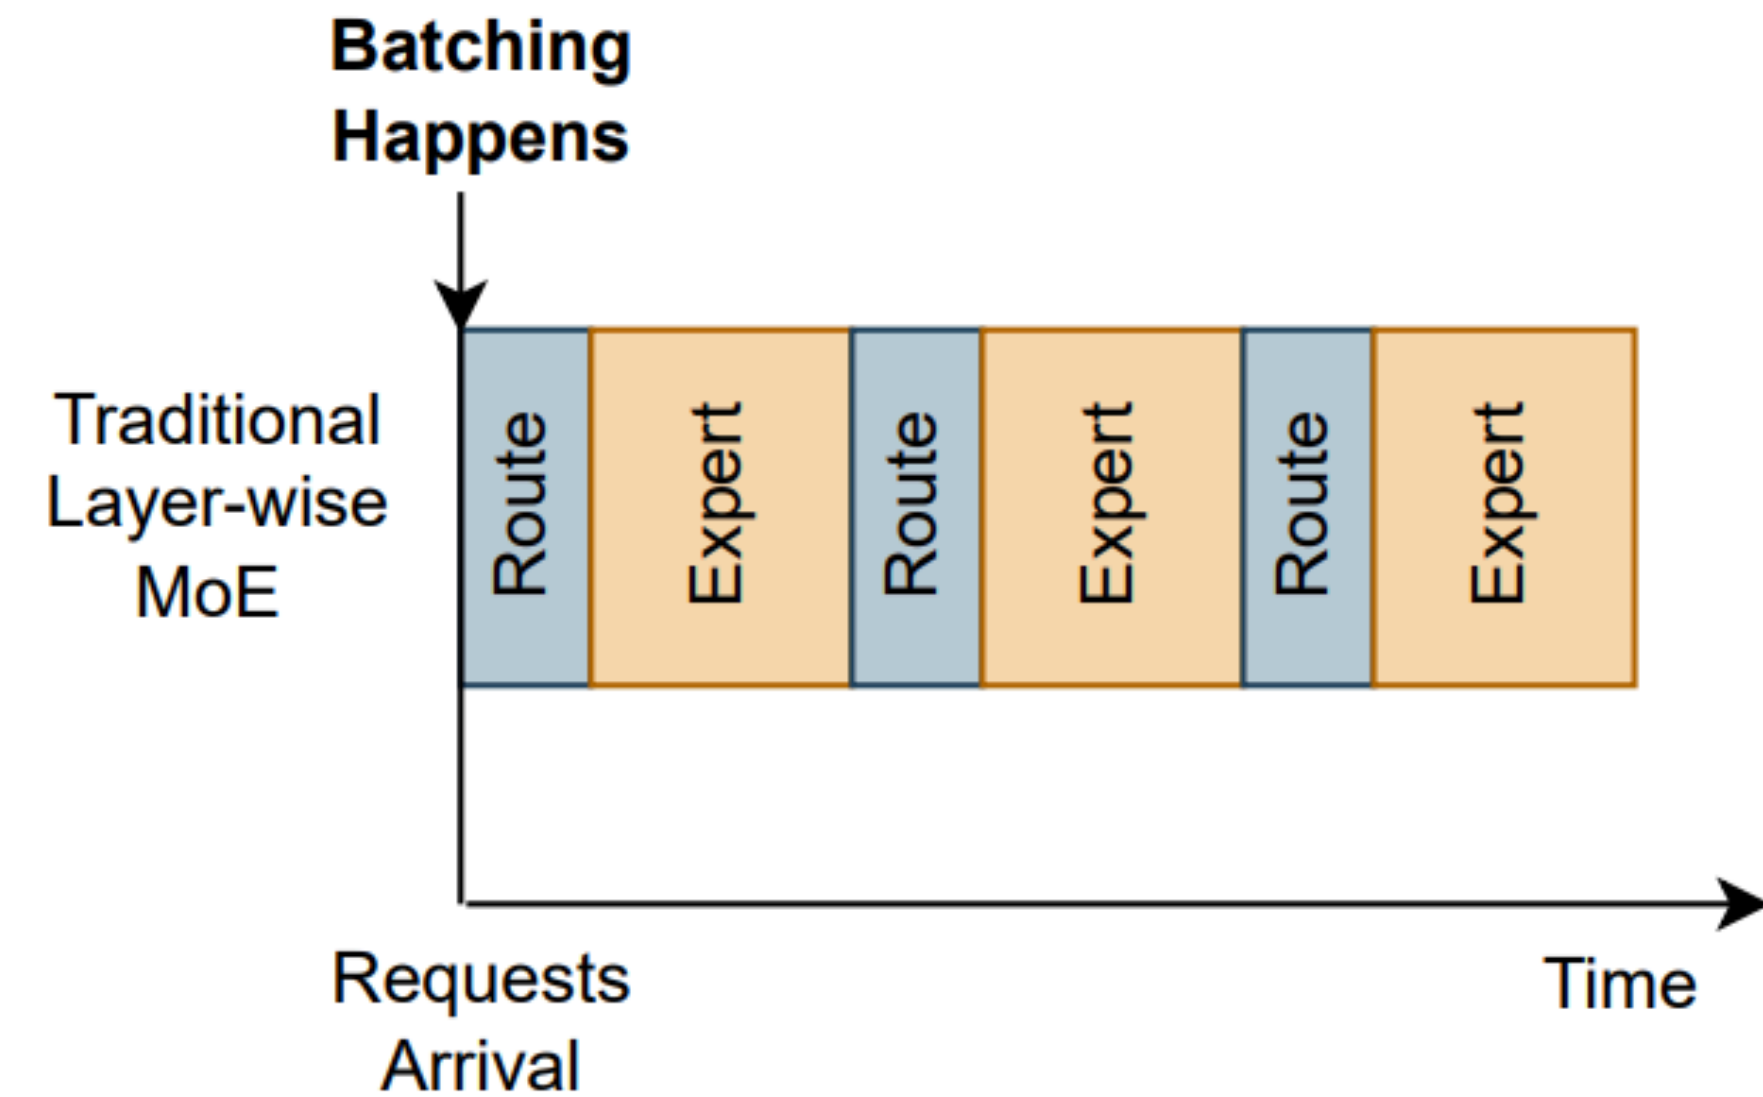 Batching
Happens
Traditional
Layer-wise
MoE
Route
Expert
Route
Expert
Route
Expert
Requests
Arrival
Time